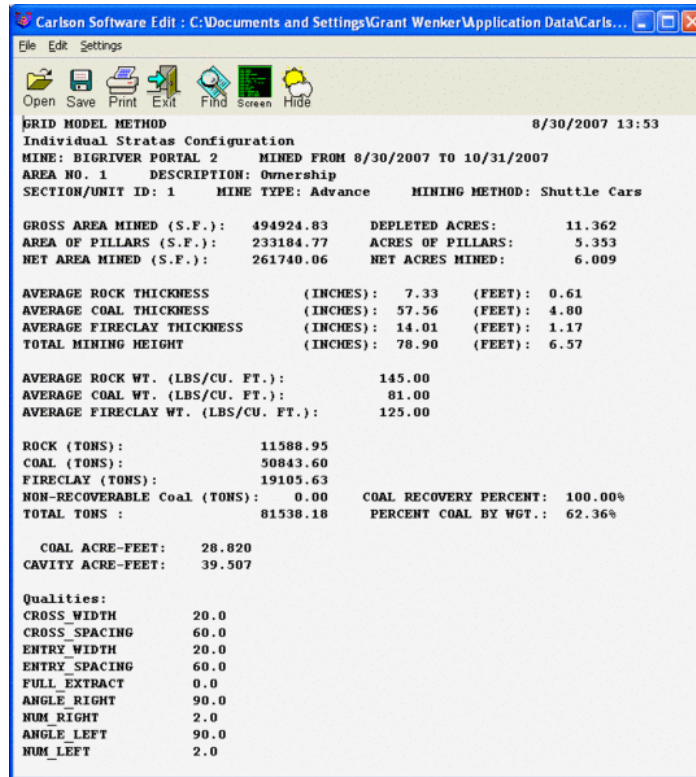 Carlson Software Edit : C:\Documents and Settings\Grant Wenker\Application Data\Carls...
File Edit Settings
Open Save Print Exit Find Screen Hide
GRID MODEL METHOD 8/30/2007 13:53
Individual Stratas Configuration
MINE: BIGRIVER PORTAL 2 MINED FROM 8/30/2007 TO 10/31/2007
AREA NO. 1 DESCRIPTION: Ownership
SECTION/UNIT ID: 1 MINE TYPE: Advance MINING METHOD: Shuttle Cars
GROSS AREA MINED (S.F.): 494924.83 DEPLETED ACRES: 11.362
AREA OF PILLARS (S.F.): 233184.77 ACRES OF PILLARS: 5.353
NET AREA MINED (S.F.): 261740.06 NET ACRES MINED: 6.009
AVERAGE ROCK THICKNESS (INCHES): 7.33 (FEET): 0.61
AVERAGE COAL THICKNESS (INCHES): 57.56 (FEET): 4.80
AVERAGE FIRECLAY THICKNESS (INCHES): 14.01 (FEET): 1.17
TOTAL MINING HEIGHT (INCHES): 78.90 (FEET): 6.57
AVERAGE ROCK WT. (LBS/CU. FT.): 145.00
AVERAGE COAL WT. (LBS/CU. FT.): 81.00
AVERAGE FIRECLAY WT. (LBS/CU. FT.): 125.00
ROCK (TONS): 11588.95
COAL (TONS): 50843.60
FIRECLAY (TONS): 19105.63
NON-RECOVERABLE Coal (TONS): 0.00 COAL RECOVERY PERCENT: 100.00%
TOTAL TONS : 81538.18 PERCENT COAL BY WGT.: 62.36%
COAL ACRE-FEET: 28.820
CAVITY ACRE-FEET: 39.507
Qualities:
CROSS_WIDTH 20.0
CROSS_SPACING 60.0
ENTRY_WIDTH 20.0
ENTRY_SPACING 60.0
FULL_EXTRACT 0.0
ANGLE_RIGHT 90.0
NUM_RIGHT 2.0
ANGLE_LEFT 90.0
NUM_LEFT 2.0